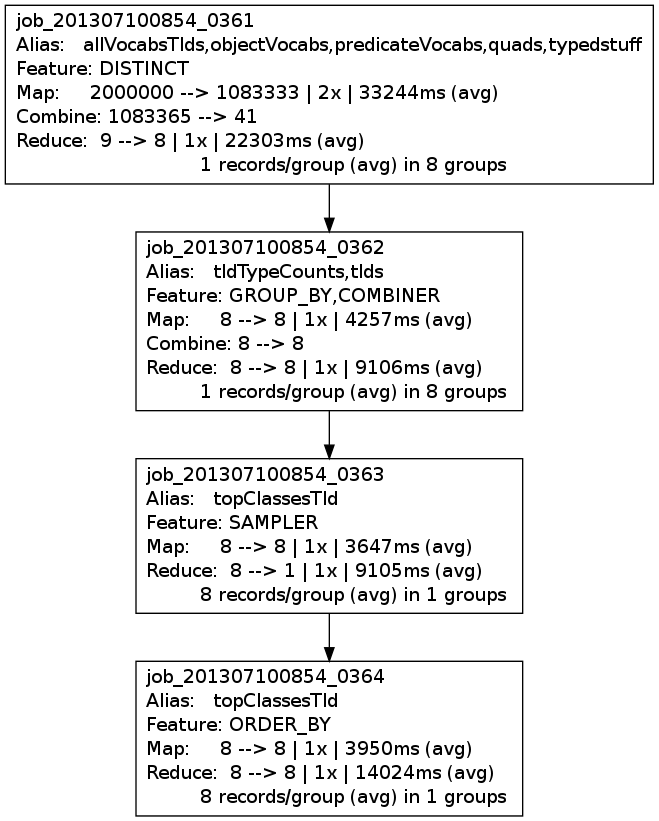 job_201307100854_0361
Alias: allVocabsTlds,objectVocabs,predicateVocabs,quads,typedstuff
Feature: DISTINCT
Map: 2000000 --> 1083333 | 2x | 33244ms (avg)
Combine: 1083365 --> 41
Reduce: 9 --> 8 | 1x | 22303ms (avg)
1 records/group (avg) in 8 groups
job_201307100854_0362
Alias: tldTypeCounts,tlds
Feature: GROUP_BY,COMBINER
Map: 8 --> 8 | 1x | 4257ms (avg)
Combine: 8 --> 8
Reduce: 8 --> 8 | 1x | 9106ms (avg)
1 records/group (avg) in 8 groups
job_201307100854_0363
Alias: topClassesTld
Feature: SAMPLER
Map: 8 --> 8 | 1x | 3647ms (avg)
Reduce: 8 --> 1 | 1x | 9105ms (avg)
8 records/group (avg) in 1 groups
job_201307100854_0364
Alias: topClassesTld
Feature: ORDER_BY
Map: 8 --> 8 | 1x | 3950ms (avg)
Reduce: 8 --> 8 | 1x | 14024ms (avg)
8 records/group (avg) in 1 groups